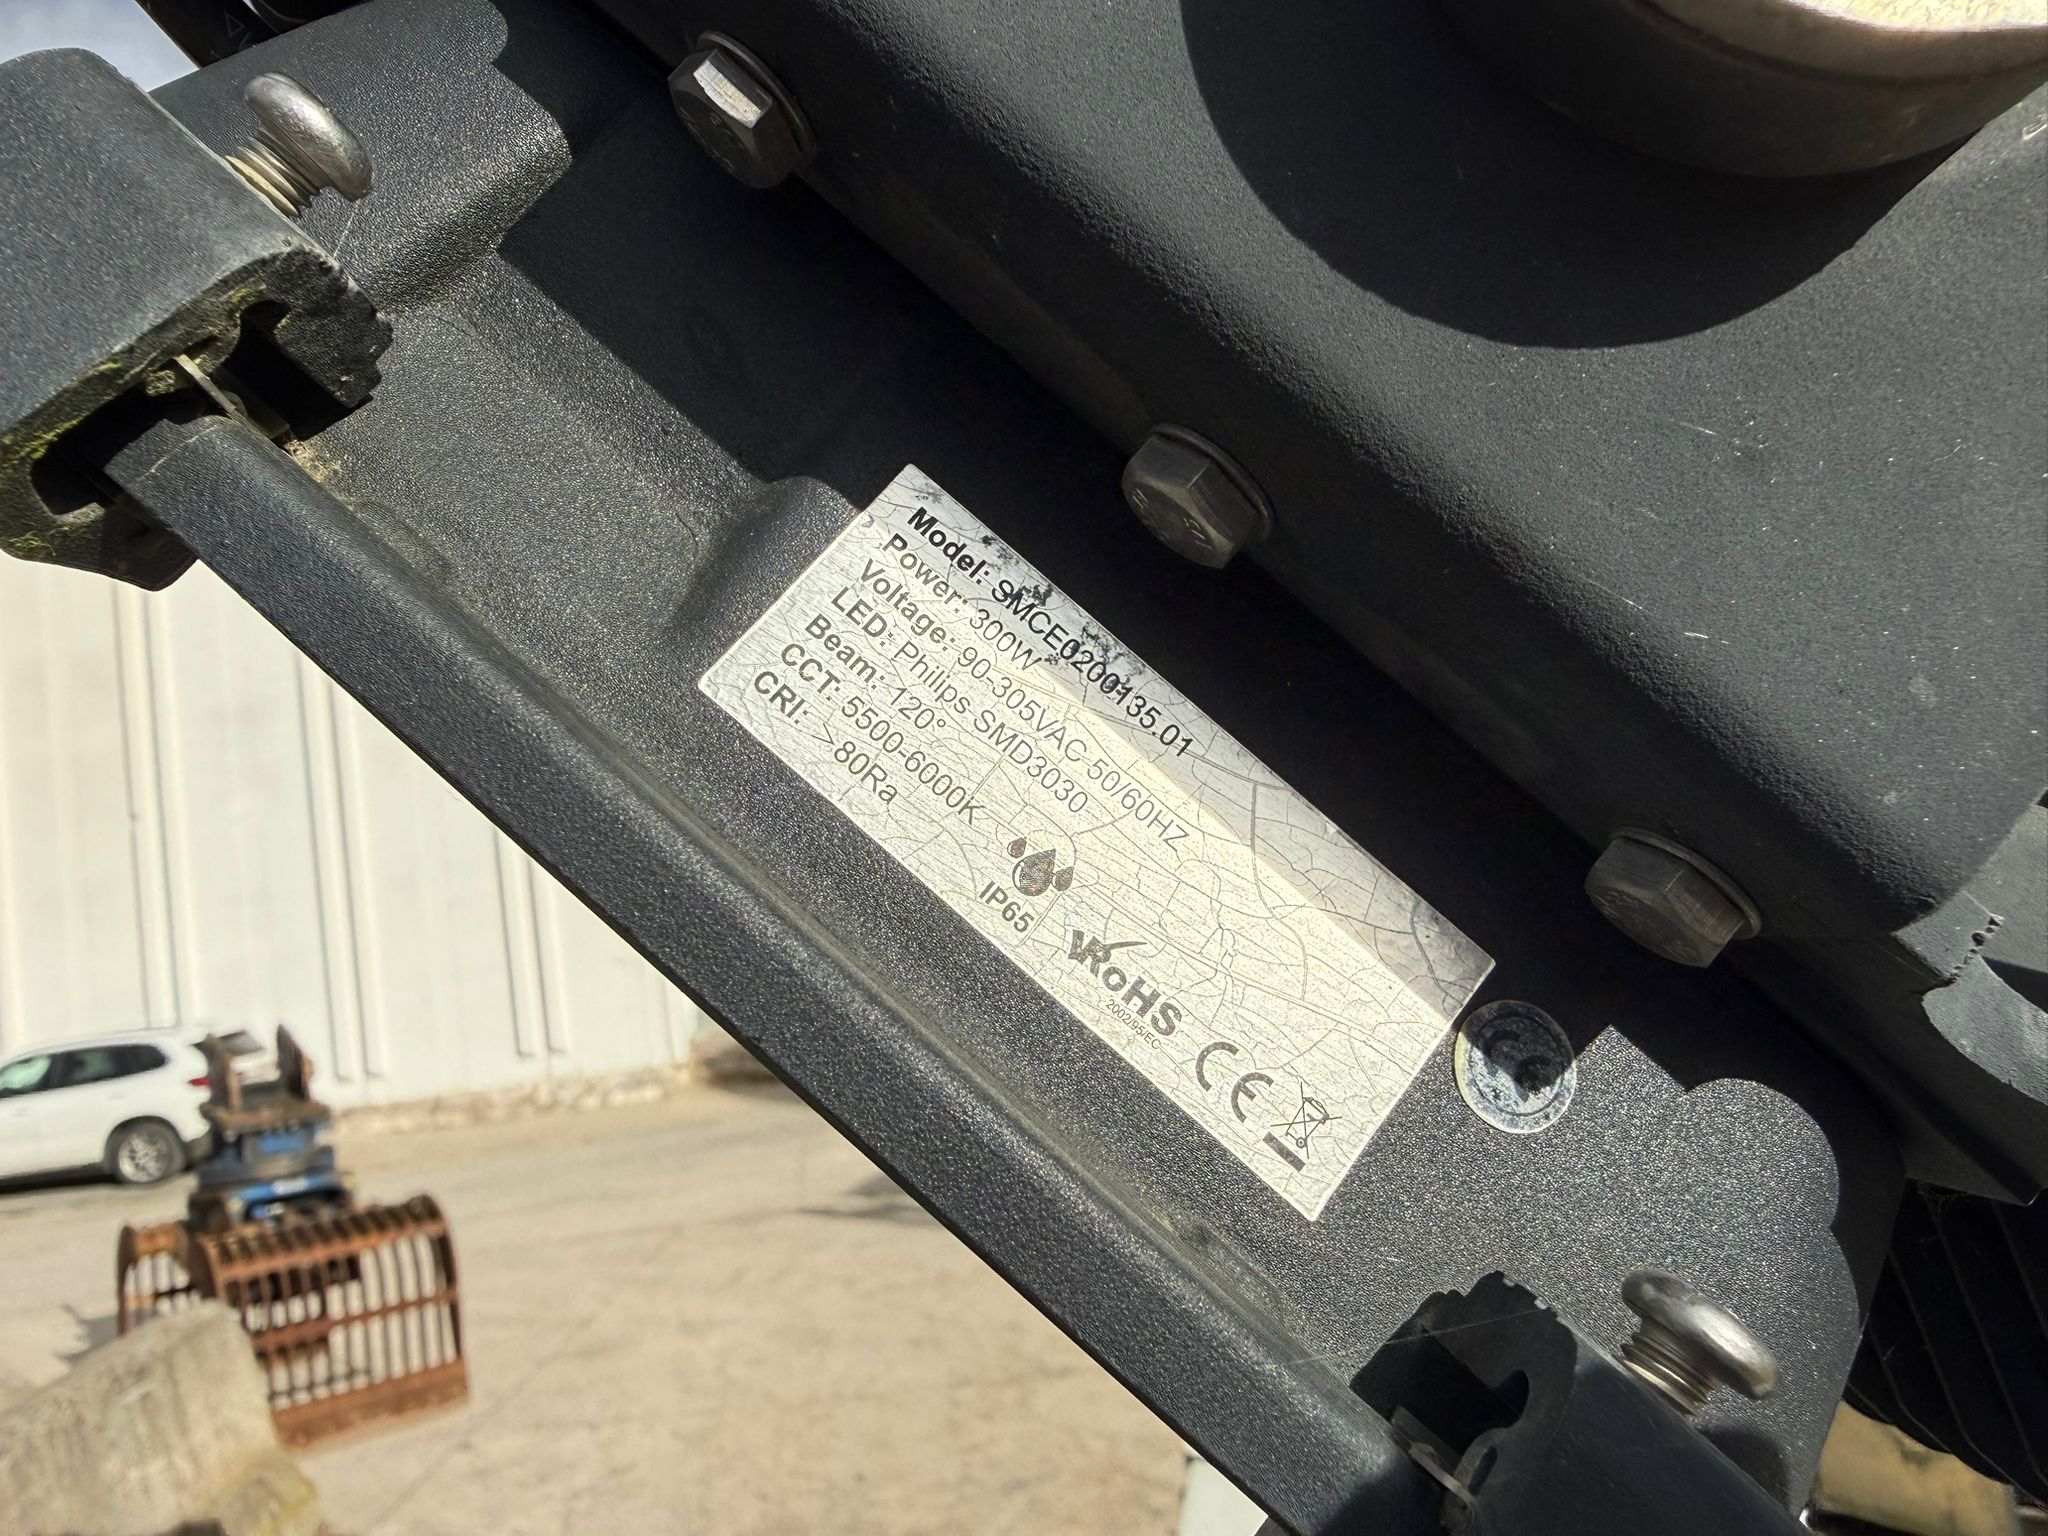 Model: SMCE0200135.01
Power: 300W
Voltage: 90-305VAC 50/60HZ
LED: Philps SMD3030
Beam: 120°
CCT: 5500-6000K
CRI: >80Ra
IP65
RoHS
2002/95/EC
CE